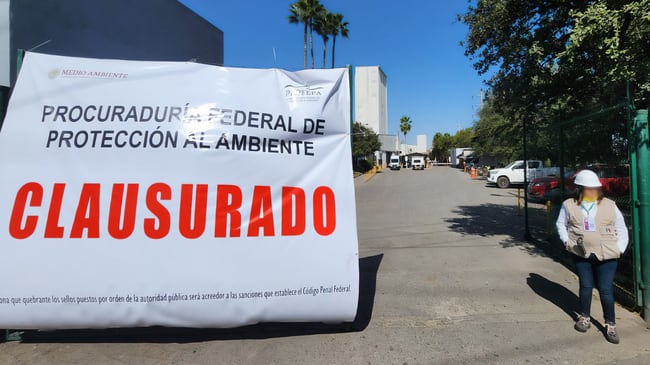 MEDIO AMBIENTE
PROFEPA
PROCURADURÍA FEDERAL DE
PROTECCIÓN AL AMBIENTE
CLAUSURADO
ona que quebrante los sellos puestos por orden de la autoridad pública será acreedor a las sanciones que establece el Código Penal Federal.